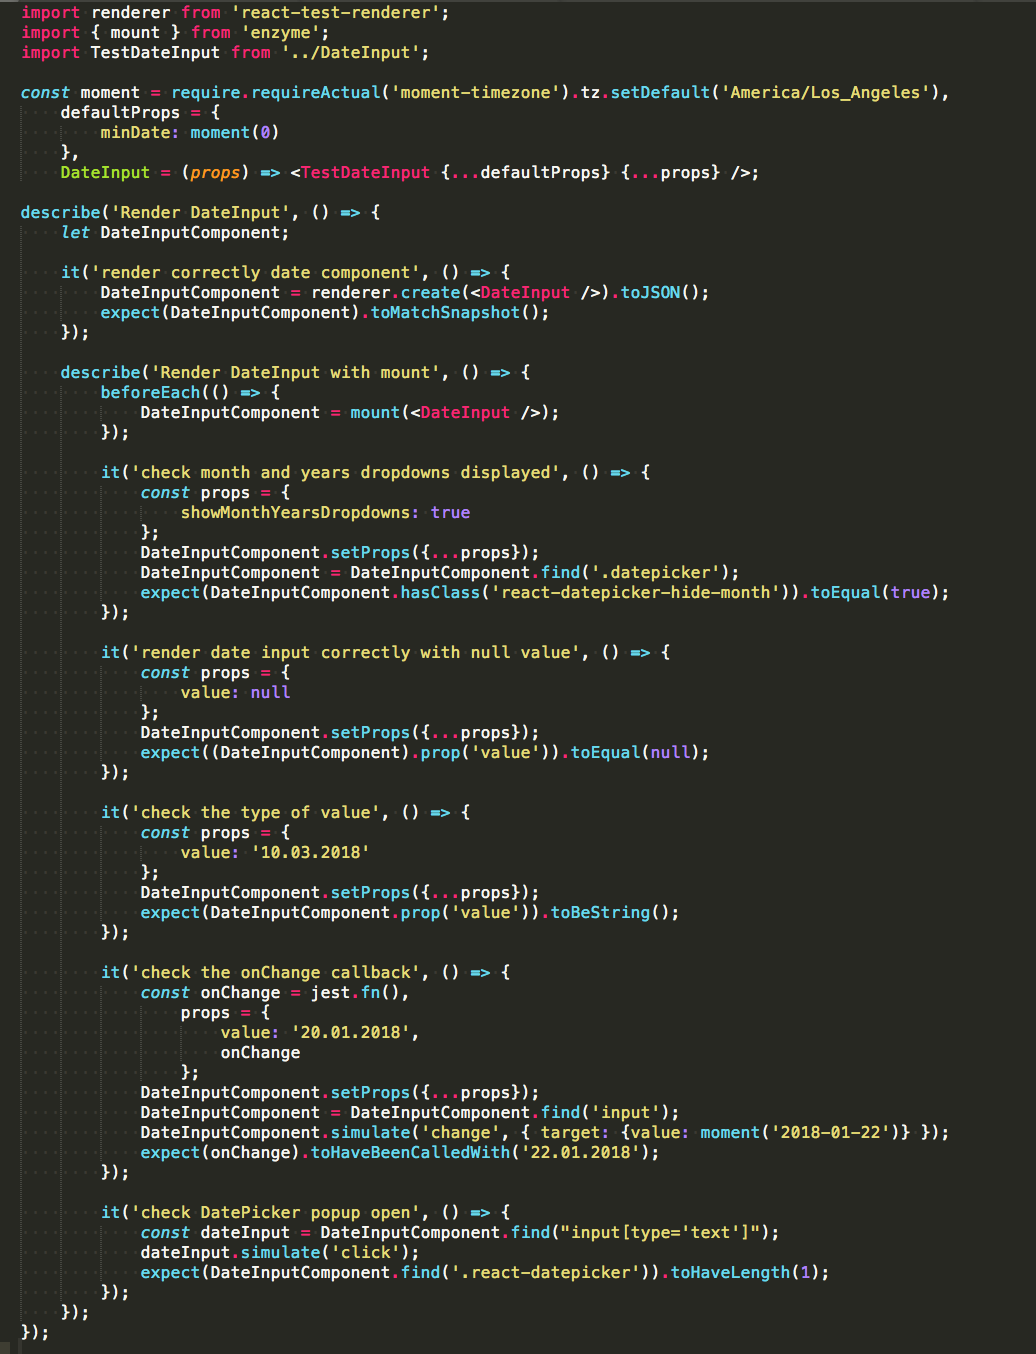 import renderer from 'react-test-renderer';
import { mount } from 'enzyme';
import TestDateInput from '../DateInput';

const moment = require.requireActual('moment-timezone').tz.setDefault('America/Los_Angeles'),
    defaultProps = {
        minDate: moment(0)
    },
    DateInput = (props) => <TestDateInput {...defaultProps} {...props} />;

describe('Render DateInput', () => {
    let DateInputComponent;

    it('render correctly date component', () => {
        DateInputComponent = renderer.create(<DateInput />).toJSON();
        expect(DateInputComponent).toMatchSnapshot();
    });

    describe('Render DateInput with mount', () => {
        beforeEach(() => {
            DateInputComponent = mount(<DateInput />);
        });

        it('check month and years dropdowns displayed', () => {
            const props = {
                showMonthYearsDropdowns: true
            };
            DateInputComponent.setProps({...props});
            DateInputComponent = DateInputComponent.find('.datepicker');
            expect(DateInputComponent.hasClass('react-datepicker-hide-month')).toEqual(true);
        });

        it('render date input correctly with null value', () => {
            const props = {
                value: null
            };
            DateInputComponent.setProps({...props});
            expect((DateInputComponent).prop('value')).toEqual(null);
        });

        it('check the type of value', () => {
            const props = {
                value: '10.03.2018'
            };
            DateInputComponent.setProps({...props});
            expect(DateInputComponent.prop('value')).toBeString();
        });

        it('check the onChange callback', () => {
            const onChange = jest.fn(),
                props = {
                    value: '20.01.2018',
                    onChange
                };
            DateInputComponent.setProps({...props});
            DateInputComponent = DateInputComponent.find('input');
            DateInputComponent.simulate('change', { target: {value: moment('2018-01-22')} });
            expect(onChange).toHaveBeenCalledWith('22.01.2018');
        });

        it('check DatePicker popup open', () => {
            const dateInput = DateInputComponent.find("input[type='text']");
            dateInput.simulate('click');
            expect(DateInputComponent.find('.react-datepicker')).toHaveLength(1);
        });
    });
});